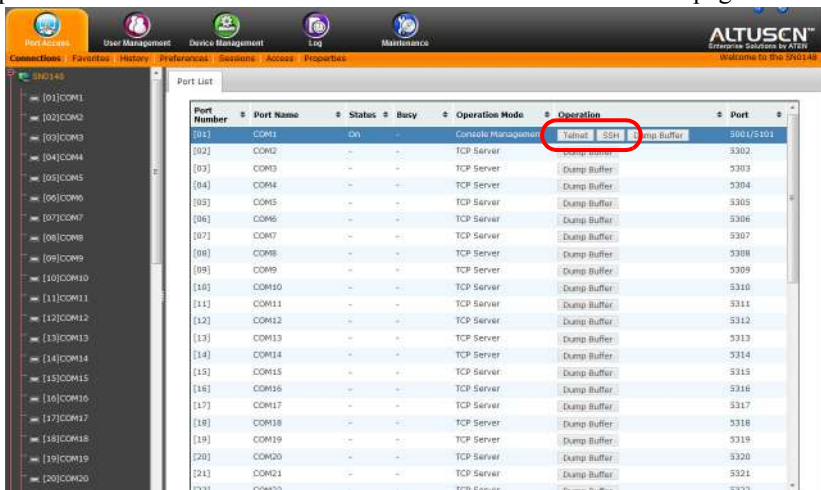 ALTUSCN™
Enterprise Solutions by ATEN
Port Access User Management Device Management Log Maintenance
Connections Favorites History Preferences Sessions Access Properties Welcome to the SN0148
SN0148
[01]COM1
[02]COM2
[03]COM3
[04]COM4
[05]COM5
[06]COM6
[07]COM7
[08]COM8
[09]COM9
[10]COM10
[11]COM11
[12]COM12
[13]COM13
[14]COM14
[15]COM15
[16]COM16
[17]COM17
[18]COM18
[19]COM19
[20]COM20
Port List
Port Number Port Name Status Busy Operation Mode Operation Port
[01] COM1 On - Console Management Telnet SSH Dump Buffer 5001/5101
[02] COM2 - - TCP Server Dump Buffer 5302
[03] COM3 - - TCP Server Dump Buffer 5303
[04] COM4 - - TCP Server Dump Buffer 5304
[05] COM5 - - TCP Server Dump Buffer 5305
[06] COM6 - - TCP Server Dump Buffer 5306
[07] COM7 - - TCP Server Dump Buffer 5307
[08] COM8 - - TCP Server Dump Buffer 5308
[09] COM9 - - TCP Server Dump Buffer 5309
[10] COM10 - - TCP Server Dump Buffer 5310
[11] COM11 - - TCP Server Dump Buffer 5311
[12] COM12 - - TCP Server Dump Buffer 5312
[13] COM13 - - TCP Server Dump Buffer 5313
[14] COM14 - - TCP Server Dump Buffer 5314
[15] COM15 - - TCP Server Dump Buffer 5315
[16] COM16 - - TCP Server Dump Buffer 5316
[17] COM17 - - TCP Server Dump Buffer 5317
[18] COM18 - - TCP Server Dump Buffer 5318
[19] COM19 - - TCP Server Dump Buffer 5319
[20] COM20 - - TCP Server Dump Buffer 5320
[21] COM21 - - TCP Server Dump Buffer 5321